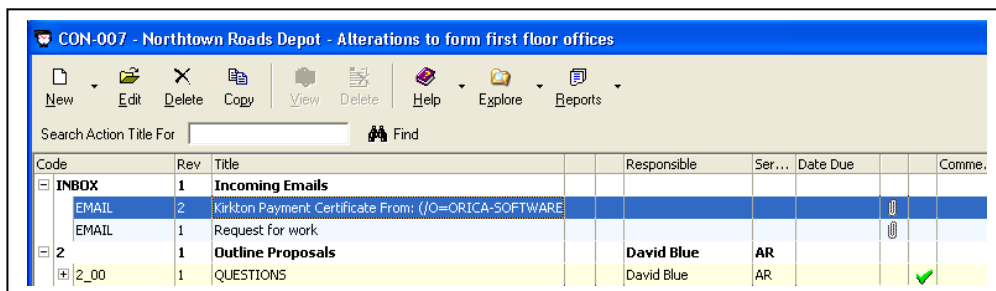 CON-007 - Northtown Roads Depot - Alterations to form first floor offices
New Edit Delete Copy View Delete Help Explore Reports
Search Action Title For Find
Code Rev Title Responsible Ser... Date Due Comme.
INBOX 1 Incoming Emails
EMAIL 2 Kirkton Payment Certificate From: (/O=ORICA-SOFTWARE
EMAIL 1 Request for work
2 1 Outline Proposals David Blue AR
2_00 1 QUESTIONS David Blue AR